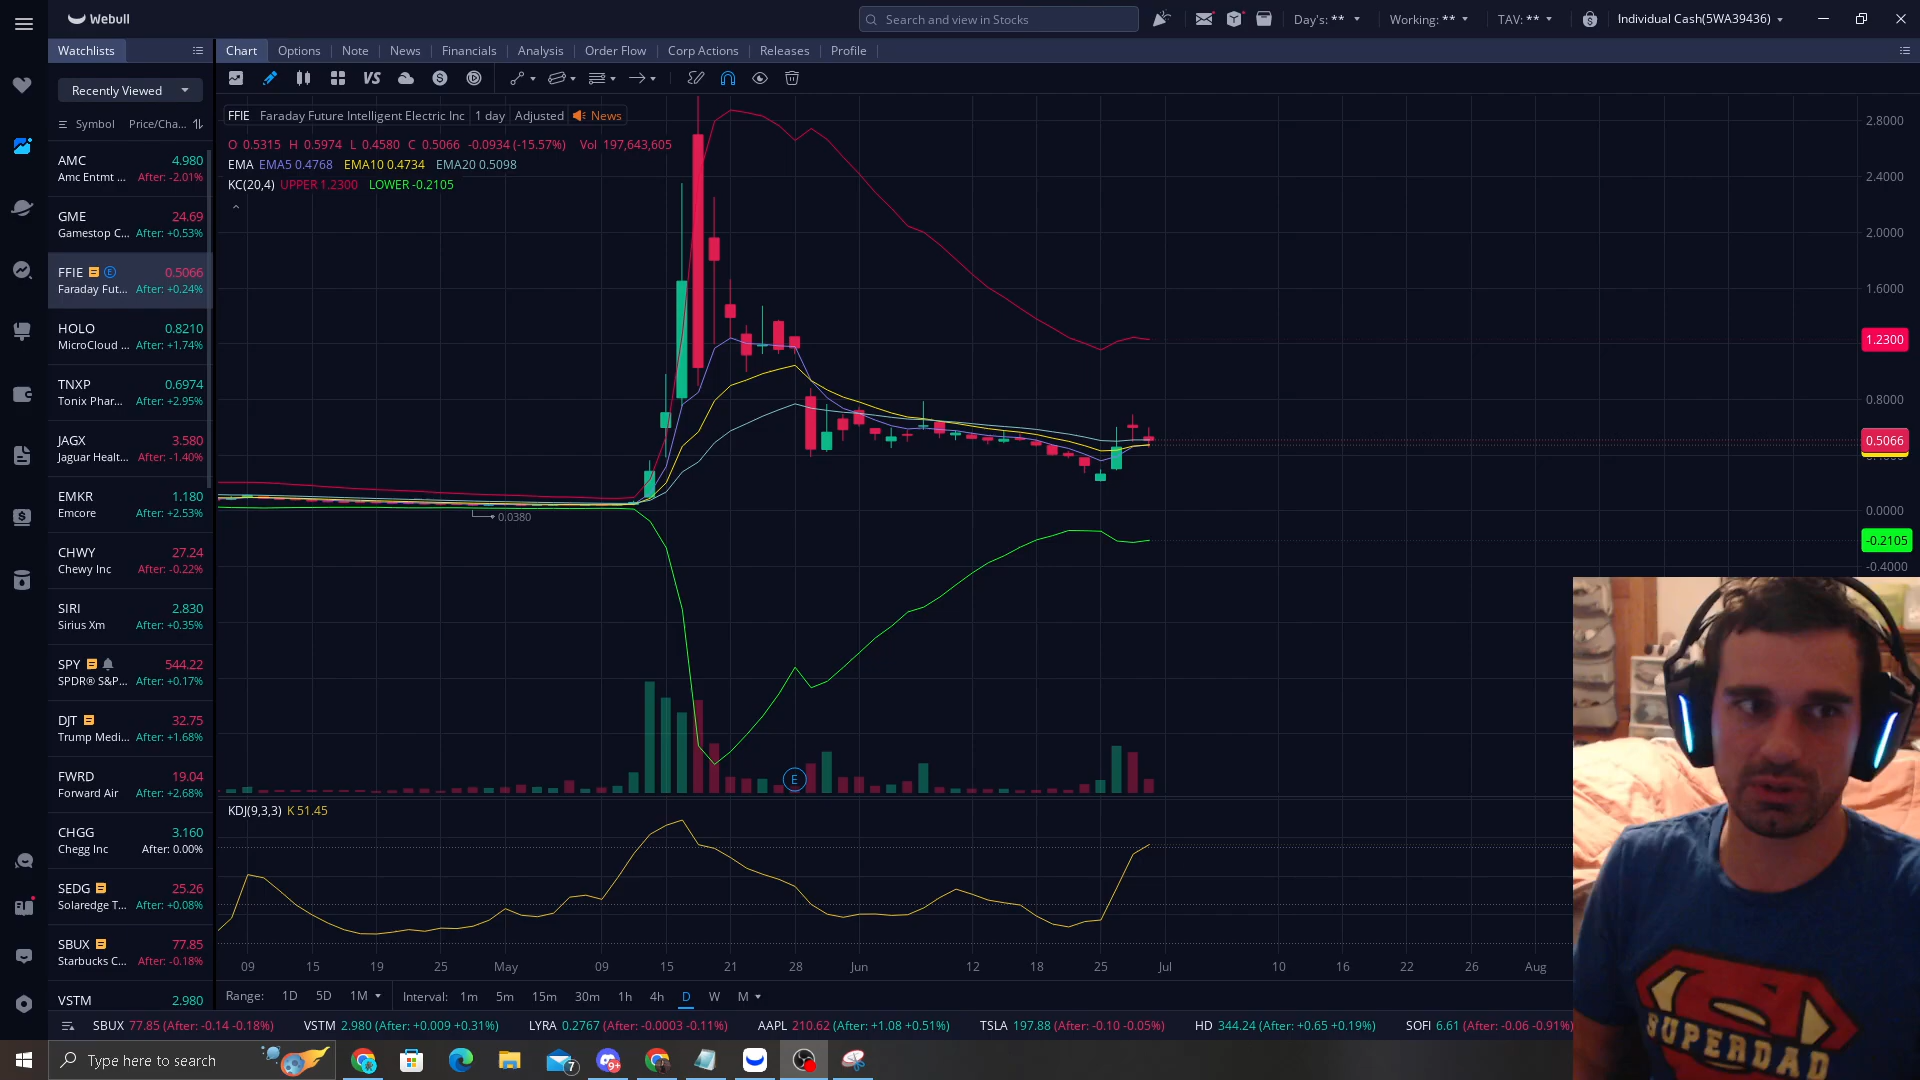 Webull
Search and view in Stocks
Day's: **
Working: **
TAV: **
Individual Cash(5WA39436)
Watchlists
Chart
Options
Note
News
Financials
Analysis
Order Flow
Corp Actions
Releases
Profile
Recently Viewed
VS
Symbol
Price/Cha...
AMC 4.980
Amc Entmt ... After: -2.01%
GME 24.69
Gamestop C... After: +0.53%
FFIE E 0.5066
Faraday Fut... After: +0.24%
HOLO 0.8210
MicroCloud ... After: +1.74%
TNXP 0.6974
Tonix Phar... After: +2.95%
JAGX 3.580
Jaguar Healt... After: -1.40%
EMKR 1.180
Emcore After: +2.53%
CHWY 27.24
Chewy Inc After: -0.22%
SIRI 2.830
Sirius Xm After: +0.35%
SPY 544.22
SPDR® S&P... After: +0.17%
DJT 32.75
Trump Medi... After: +1.68%
FWRD 19.04
Forward Air After: +2.68%
CHGG 3.160
Chegg Inc After: 0.00%
SEDG 25.26
Solaredge T... After: +0.08%
SBUX 77.85
Starbucks C... After: -0.18%
VSTM 2.980
FFIE Faraday Future Intelligent Electric Inc 1 day Adjusted News
O 0.5315 H 0.5974 L 0.4580 C 0.5066 -0.0934 (-15.57%) Vol 197,643,605
EMA EMA5 0.4768 EMA10 0.4734 EMA20 0.5098
KC(20,4) UPPER 1.2300 LOWER -0.2105
2.8000
2.4000
2.0000
1.6000
1.2300
0.8000
0.5066
0.0000
-0.2105
-0.4000
0.0380
E
KDJ(9,3,3) K 51.45
09 15 19 25 May 09 15 21 28 Jun 12 18 25 Jul 10 16 22 26 Aug
Range: 1D 5D 1M Interval: 1m 5m 15m 30m 1h 4h D W M
SBUX 77.85 (After: -0.14 -0.18%) VSTM 2.980 (After: +0.009 +0.31%) LYRA 0.2767 (After: -0.0003 -0.11%) AAPL 210.62 (After: +1.08 +0.51%) TSLA 197.88 (After: -0.10 -0.05%) HD 344.24 (After: +0.65 +0.19%) SOFI 6.61 (After: -0.06 -0.91%)
Type here to search
7
9+
SUPERDAD